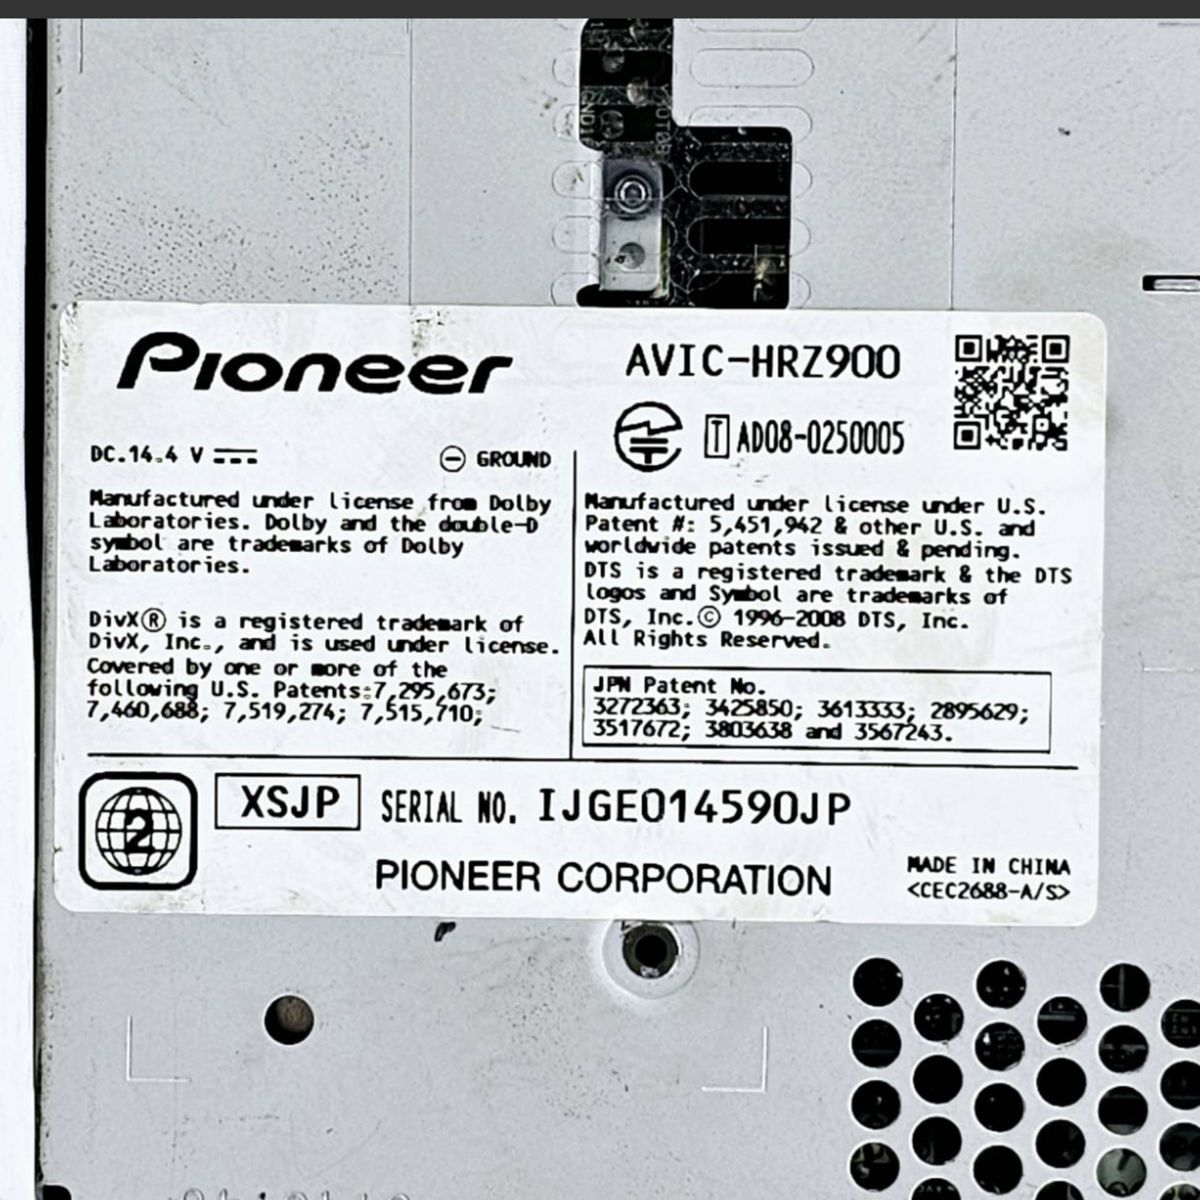 Pioneer
AVIC-HRZ900
DC.14.4 V
GROUND
T AD08-0250005
Manufactured under license from Dolby
Laboratories. Dolby and the double-D
symbol are trademarks of Dolby
Laboratories.
DivX® is a registered trademark of
DivX, Inc., and is used under license.
Covered by one or more of the
following U.S. Patents:7,295,673;
7,460,688; 7,519,274; 7,515,710;
Manufactured under license under U.S.
Patent #: 5,451,942 & other U.S. and
worldwide patents issued & pending.
DTS is a registered trademark & the DTS
logos and Symbol are trademarks of
DTS, Inc.© 1996-2008 DTS, Inc.
All Rights Reserved.
JPN Patent No.
3272363; 3425850; 3613333; 2895629;
3517672; 3803638 and 3567243.
2
XSJP
SERIAL NO. IJGE014590JP
PIONEER CORPORATION
MADE IN CHINA
<CEC2688-A/S>